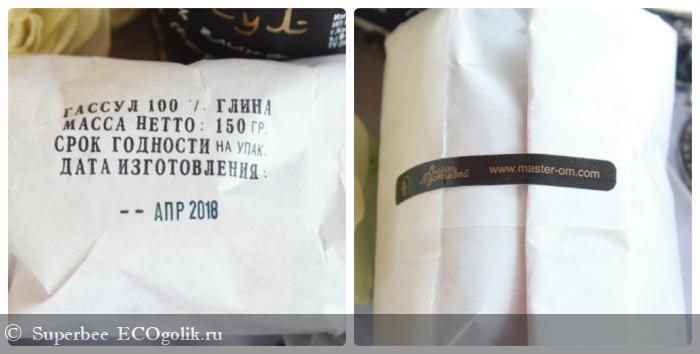 ГАССУЛ 100 % ГЛИНА
МАССА НЕТТО: 150 ГР.
СРОК ГОДНОСТИ НА УПАК.
ДАТА ИЗГОТОВЛЕНИЯ:
-- АПР 2018
www.master-om.com
© Superbee ECOgolik.ru